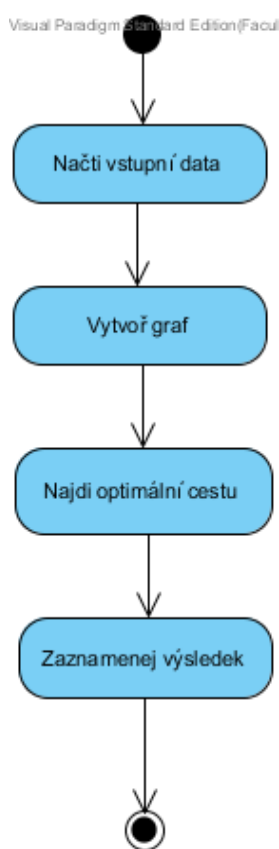 Visual Paradigm Standard Edition(Facul
Načti vstupní data
Vytvoř graf
Najdi optimální cestu
Zaznamenej výsledek